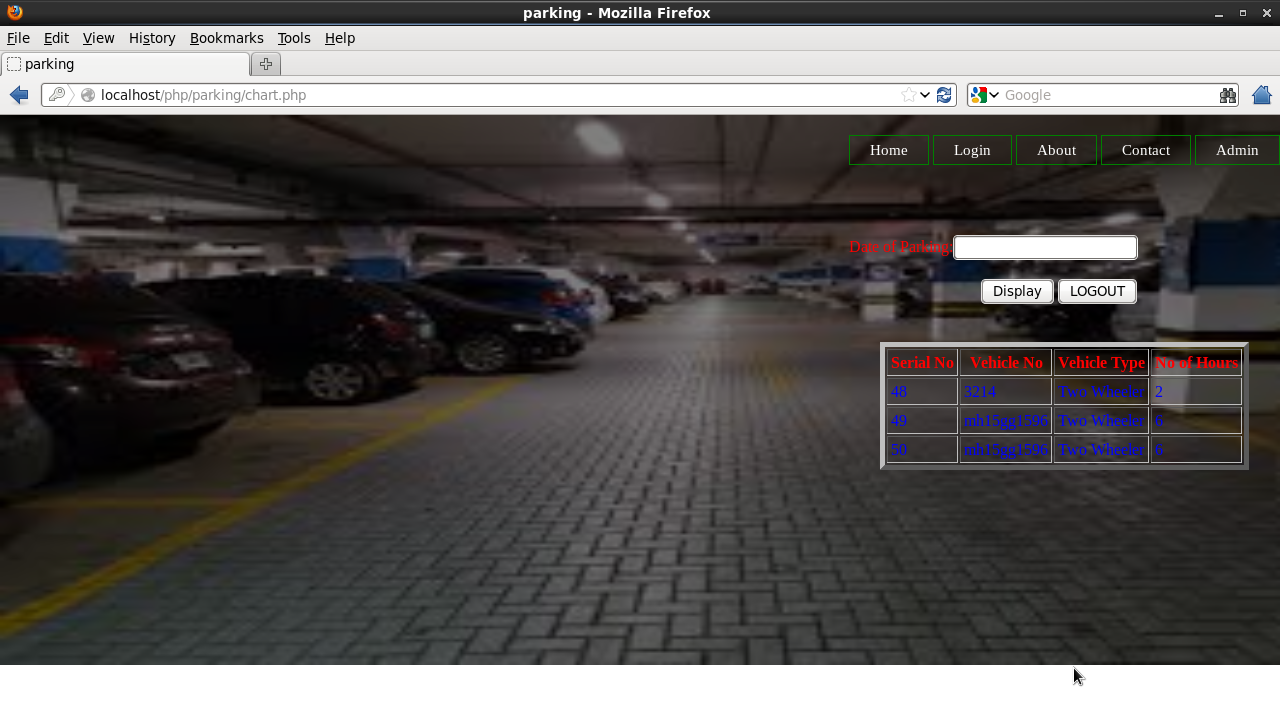 parking - Mozilla Firefox
File Edit View History Bookmarks Tools Help
parking
localhost/php/parking/chart.php Google
Home Login About Contact Admin
Date of Parking:
Display LOGOUT
Serial No Vehicle No Vehicle Type No of Hours
48 3214 Two Wheeler 2
49 mh15gg1596 Two Wheeler 6
50 mh15gg1596 Two Wheeler 6